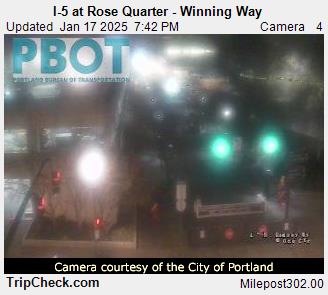 I-5 at Rose Quarter - Winning Way
Updated Jan 17 2025 7:42 PM Camera 4
PBOT
PORTLAND BUREAU OF TRANSPORTATION
Camera courtesy of the City of Portland
TripCheck.com Milepost302.00